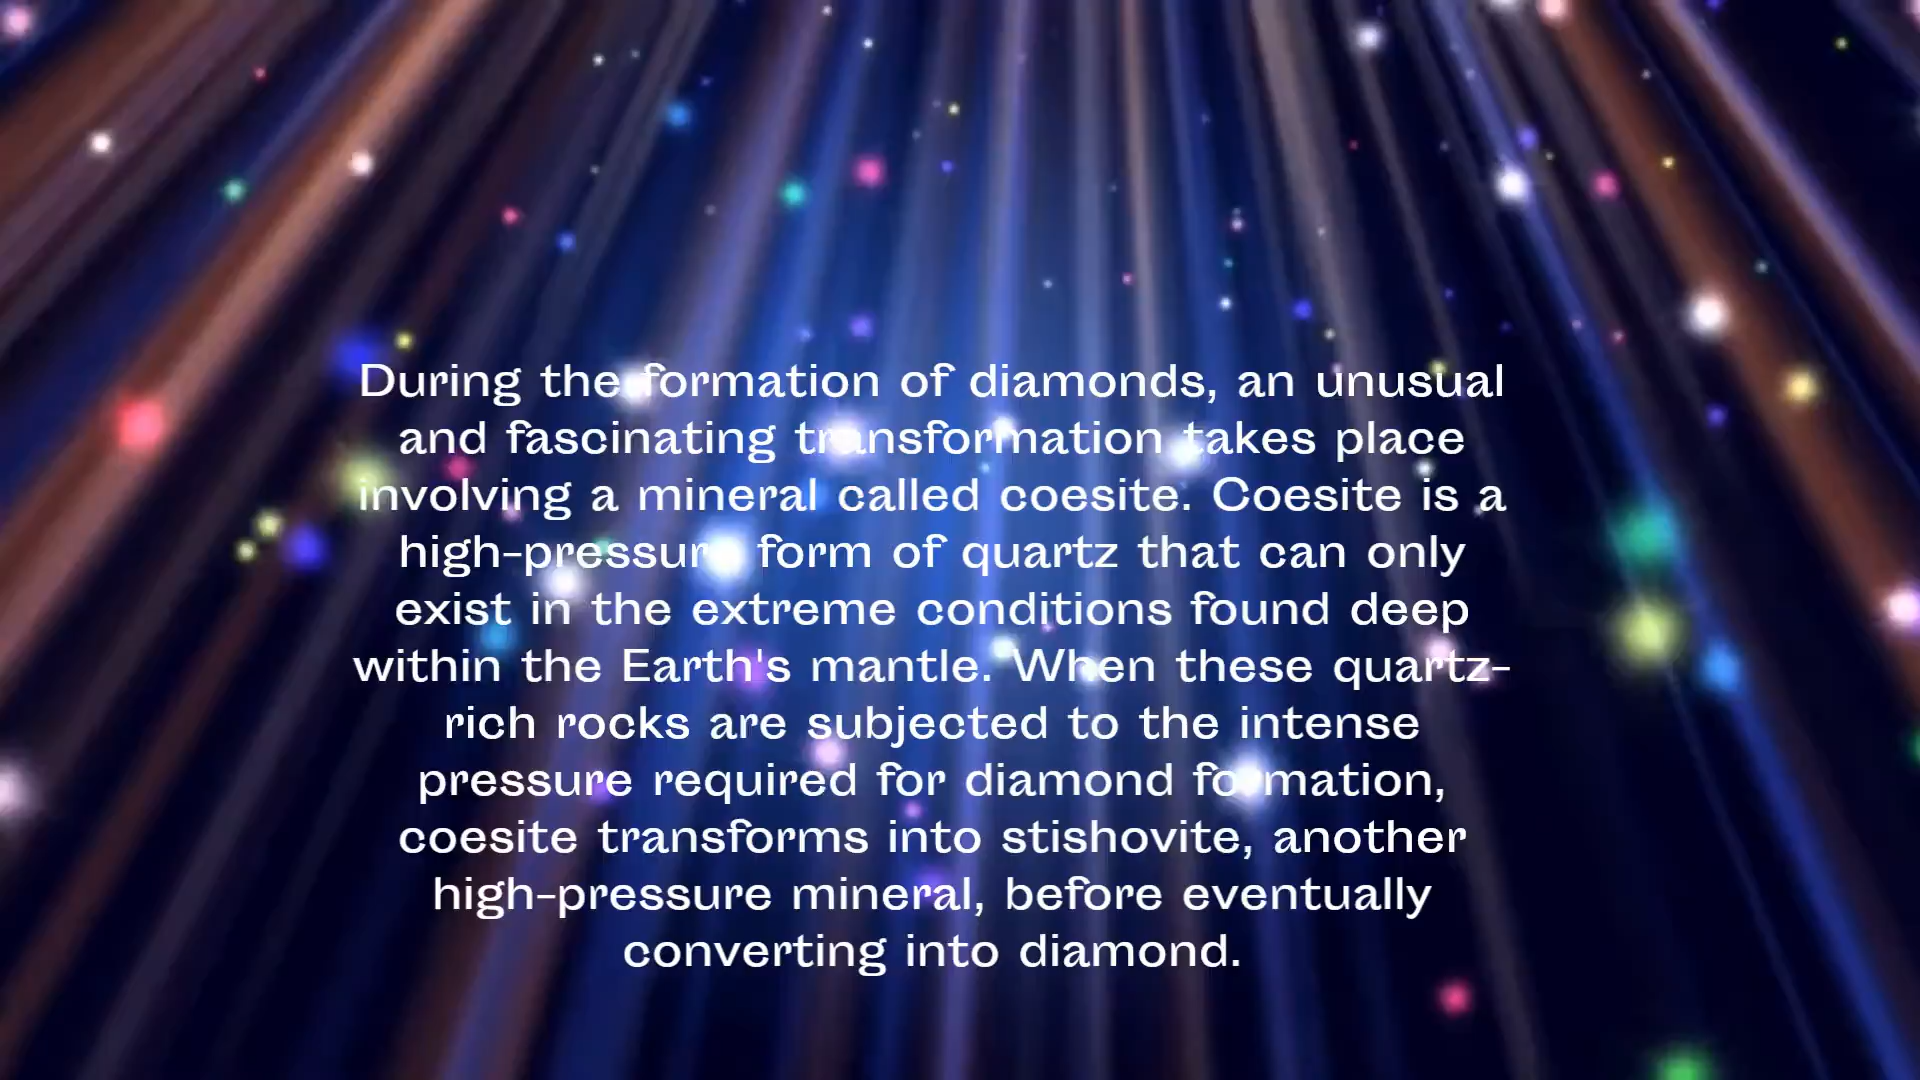 During the formation of diamonds, an unusual
and fascinating transformation takes place
involving a mineral called coesite. Coesite is a
high-pressure form of quartz that can only
exist in the extreme conditions found deep
within the Earth's mantle. When these quartz-
rich rocks are subjected to the intense
pressure required for diamond formation,
coesite transforms into stishovite, another
high-pressure mineral, before eventually
converting into diamond.